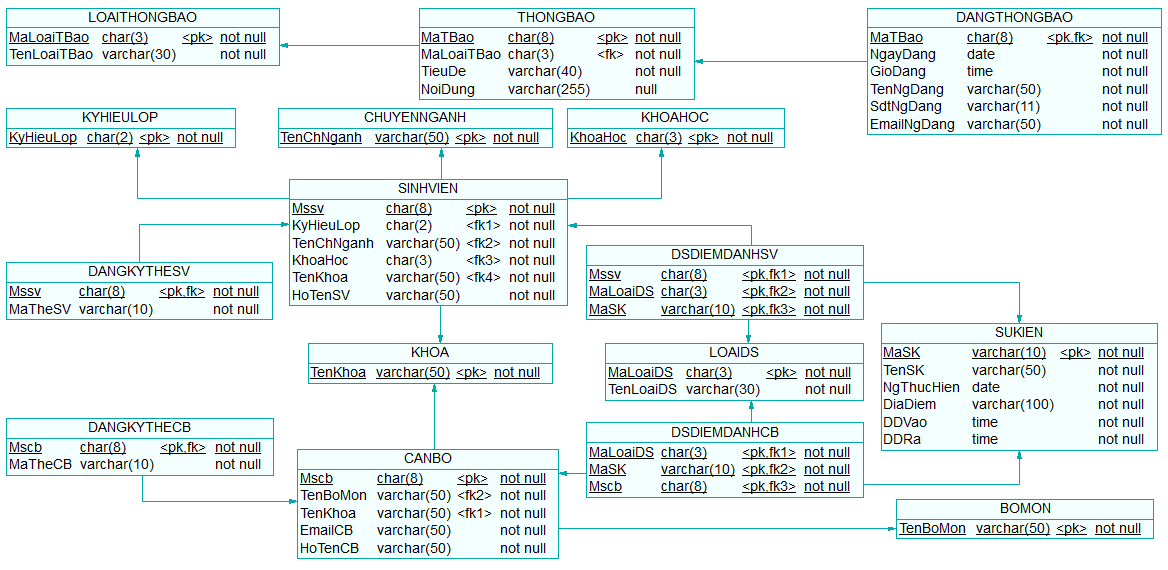 LOAITHONGBAO
MaLoaiTBao char(3) <pk> not null
TenLoaiTBao varchar(30) not null
THONGBAO
MaTBao char(8) <pk> not null
MaLoaiTBao char(3) <fk> not null
TieuDe varchar(40) not null
NoiDung varchar(255) null
DANGTHONGBAO
MaTBao char(8) <pk,fk> not null
NgayDang date not null
GioDang time not null
TenNgDang varchar(50) not null
SdtNgDang varchar(11) not null
EmailNgDang varchar(50) not null
KYHIEULOP
KyHieuLop char(2) <pk> not null
CHUYENNGANH
TenChNganh varchar(50) <pk> not null
KHOAHOC
KhoaHoc char(3) <pk> not null
SINHVIEN
Mssv char(8) <pk> not null
KyHieuLop char(2) <fk1> not null
TenChNganh varchar(50) <fk2> not null
KhoaHoc char(3) <fk3> not null
TenKhoa varchar(50) <fk4> not null
HoTenSV varchar(50) not null
DANGKYTHESV
Mssv char(8) <pk,fk> not null
MaTheSV varchar(10) not null
DSDIEMDANHSV
Mssv char(8) <pk,fk1> not null
MaLoaiDS char(3) <pk,fk2> not null
MaSK varchar(10) <pk,fk3> not null
SUKIEN
MaSK varchar(10) <pk> not null
TenSK varchar(50) not null
NgThucHien date not null
DiaDiem varchar(100) not null
DDVao time not null
DDRa time not null
KHOA
TenKhoa varchar(50) <pk> not null
LOAIDS
MaLoaiDS char(3) <pk> not null
TenLoaiDS varchar(30) not null
DANGKYTHECB
Mscb char(8) <pk,fk> not null
MaTheCB varchar(10) not null
DSDIEMDANHCB
MaLoaiDS char(3) <pk,fk1> not null
MaSK varchar(10) <pk,fk2> not null
Mscb char(8) <pk,fk3> not null
CANBO
Mscb char(8) <pk> not null
TenBoMon varchar(50) <fk2> not null
TenKhoa varchar(50) <fk1> not null
EmailCB varchar(50) not null
HoTenCB varchar(50) not null
BOMON
TenBoMon varchar(50) <pk> not null